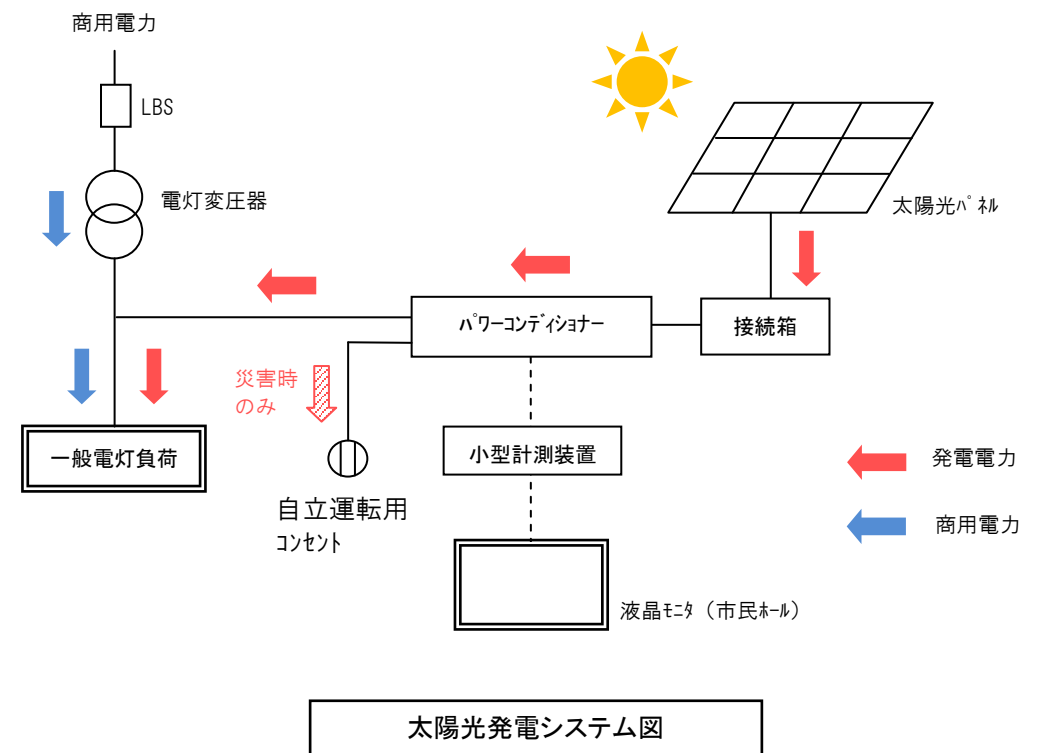 商用電力
LBS
電灯変圧器
太陽光ﾊﾟﾈﾙ
ﾊﾟﾜｰｺﾝﾃﾞｨｼｮﾅｰ
接続箱
災害時
のみ
一般電灯負荷
小型計測装置
自立運転用
ｺﾝｾﾝﾄ
発電電力
商用電力
液晶ﾓﾆﾀ（市民ﾎｰﾙ）
太陽光発電システム図